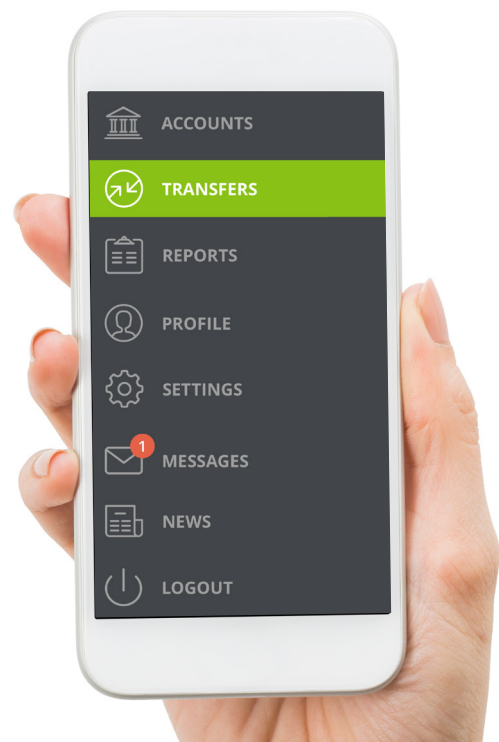 ACCOUNTS
TRANSFERS
REPORTS
PROFILE
SETTINGS
1
MESSAGES
NEWS
LOGOUT